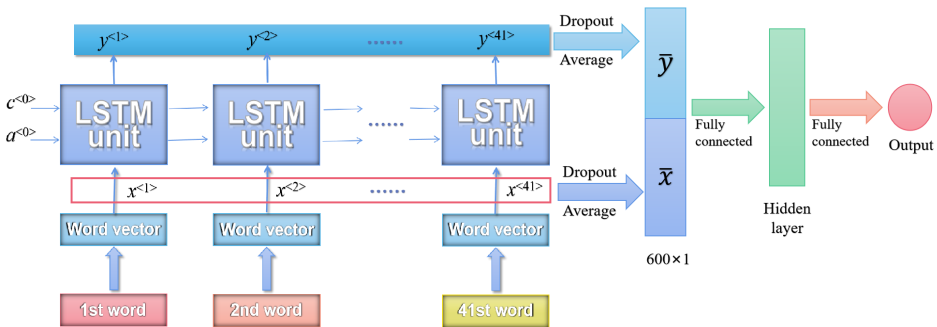 y<1>
y<2>
......
y<41>
Dropout
Average
c<0>
a<0>
LSTM
unit
LSTM
unit
......
LSTM
unit
x<1>
x<2>
......
x<41>
Dropout
Average
Word vector
Word vector
Word vector
1st word
2nd word
41st word
ȳ
x̄
600×1
Fully
connected
Hidden
layer
Fully
connected
Output